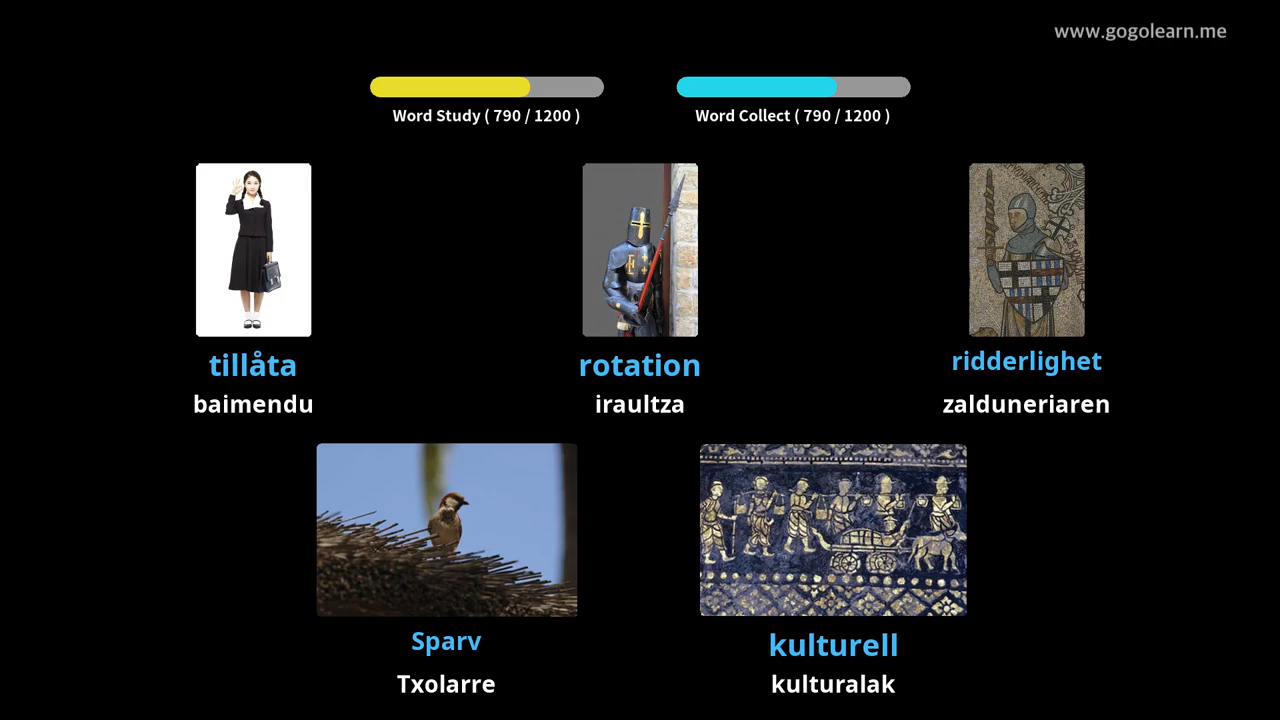 www.gogolearn.me
Word Study ( 790 / 1200 )
Word Collect ( 790 / 1200 )
tillåta
rotation
ridderlighet
baimendu
iraultza
zalduneriaren
Sparv
kulturell
Txolarre
kulturalak